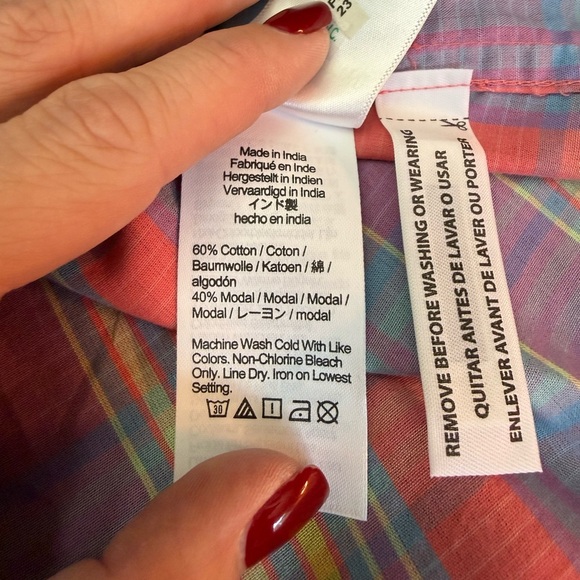 23
Made in India
Fabriqué en Inde
Hergestellt in Indien
Vervaardigd in India
インド製
hecho en india
60% Cotton / Coton /
Baumwolle / Katoen / 綿 /
algodón
40% Modal / Modal / Modal /
Modal / レーヨン / modal
Machine Wash Cold With Like
Colors. Non-Chlorine Bleach
Only. Line Dry. Iron on Lowest
Setting.
30
REMOVE BEFORE WASHING OR WEARING
QUITAR ANTES DE LAVAR O USAR
ENLEVER AVANT DE LAVER OU PORTER